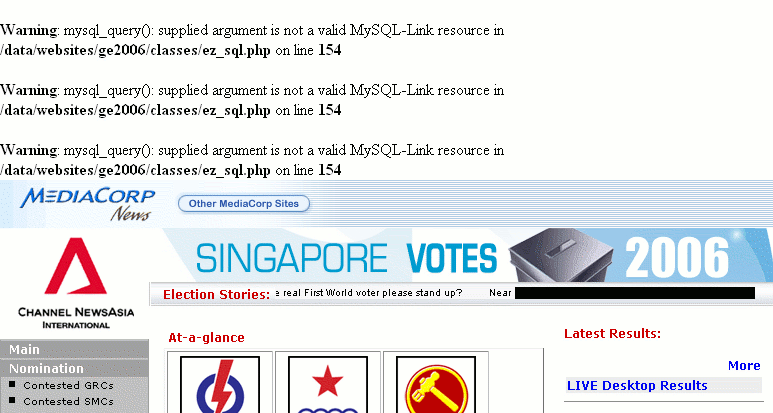 Warning: mysql_query(): supplied argument is not a valid MySQL-Link resource in
/data/websites/ge2006/classes/ez_sql.php on line 154
Warning: mysql_query(): supplied argument is not a valid MySQL-Link resource in
/data/websites/ge2006/classes/ez_sql.php on line 154
Warning: mysql_query(): supplied argument is not a valid MySQL-Link resource in
/data/websites/ge2006/classes/ez_sql.php on line 154
MEDIACORP
News
Other MediaCorp Sites
SINGAPORE VOTES 2006
CHANNEL NEWSASIA
INTERNATIONAL
Election Stories: e real First World voter please stand up? Near
At-a-glance
Latest Results:
Main
Nomination
More
Contested GRCs
LIVE Desktop Results
Contested SMCs